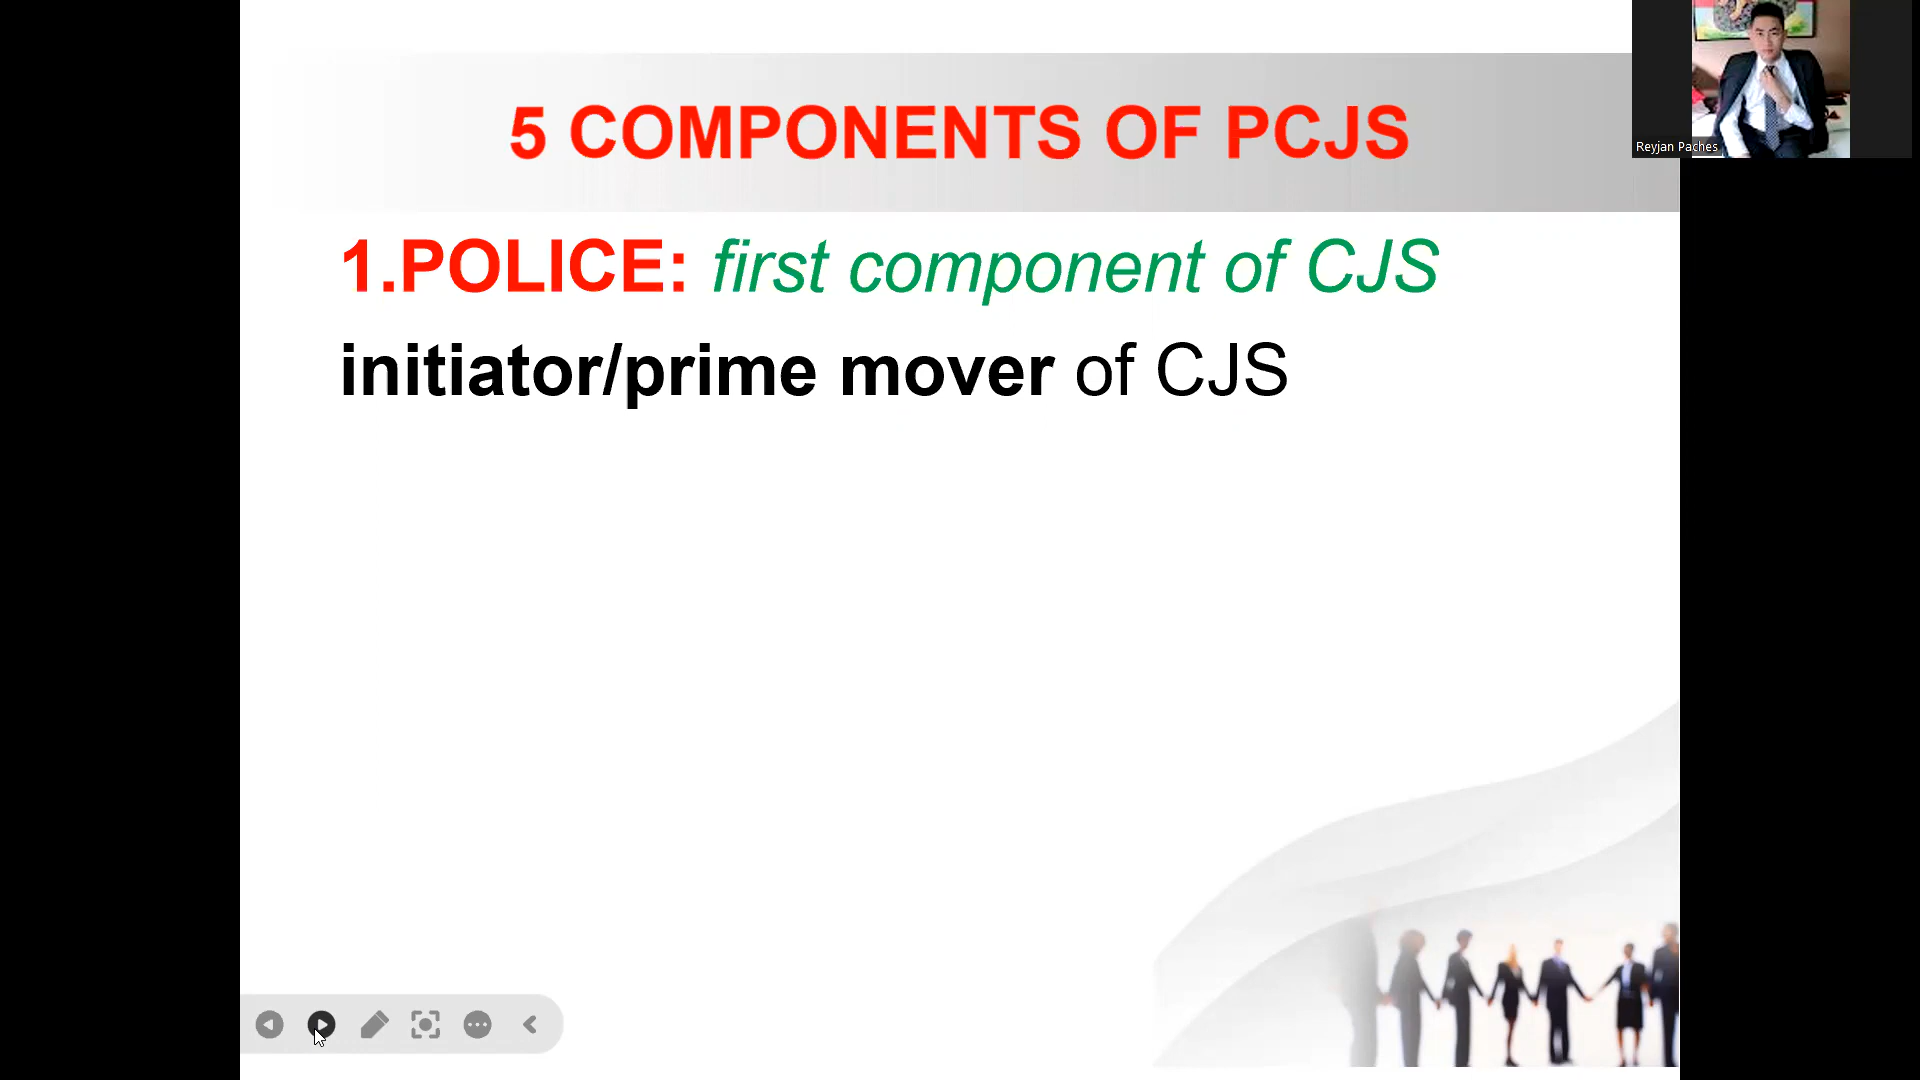 5 COMPONENTS OF PCJS
Reyjan Paches
1.POLICE: first component of CJS
initiator/prime mover of CJS